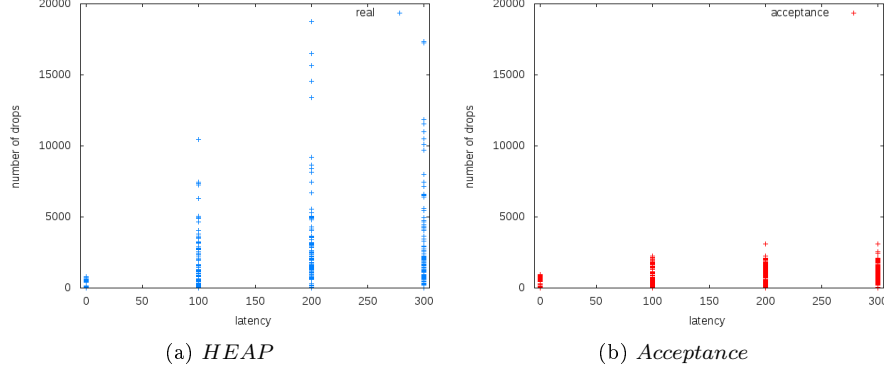 20000
15000
10000
5000
0
number of drops
real
0 50 100 150 200 250 300
latency
(a) HEAP
20000
15000
10000
5000
0
number of drops
acceptance
0 50 100 150 200 250 300
latency
(b) Acceptance